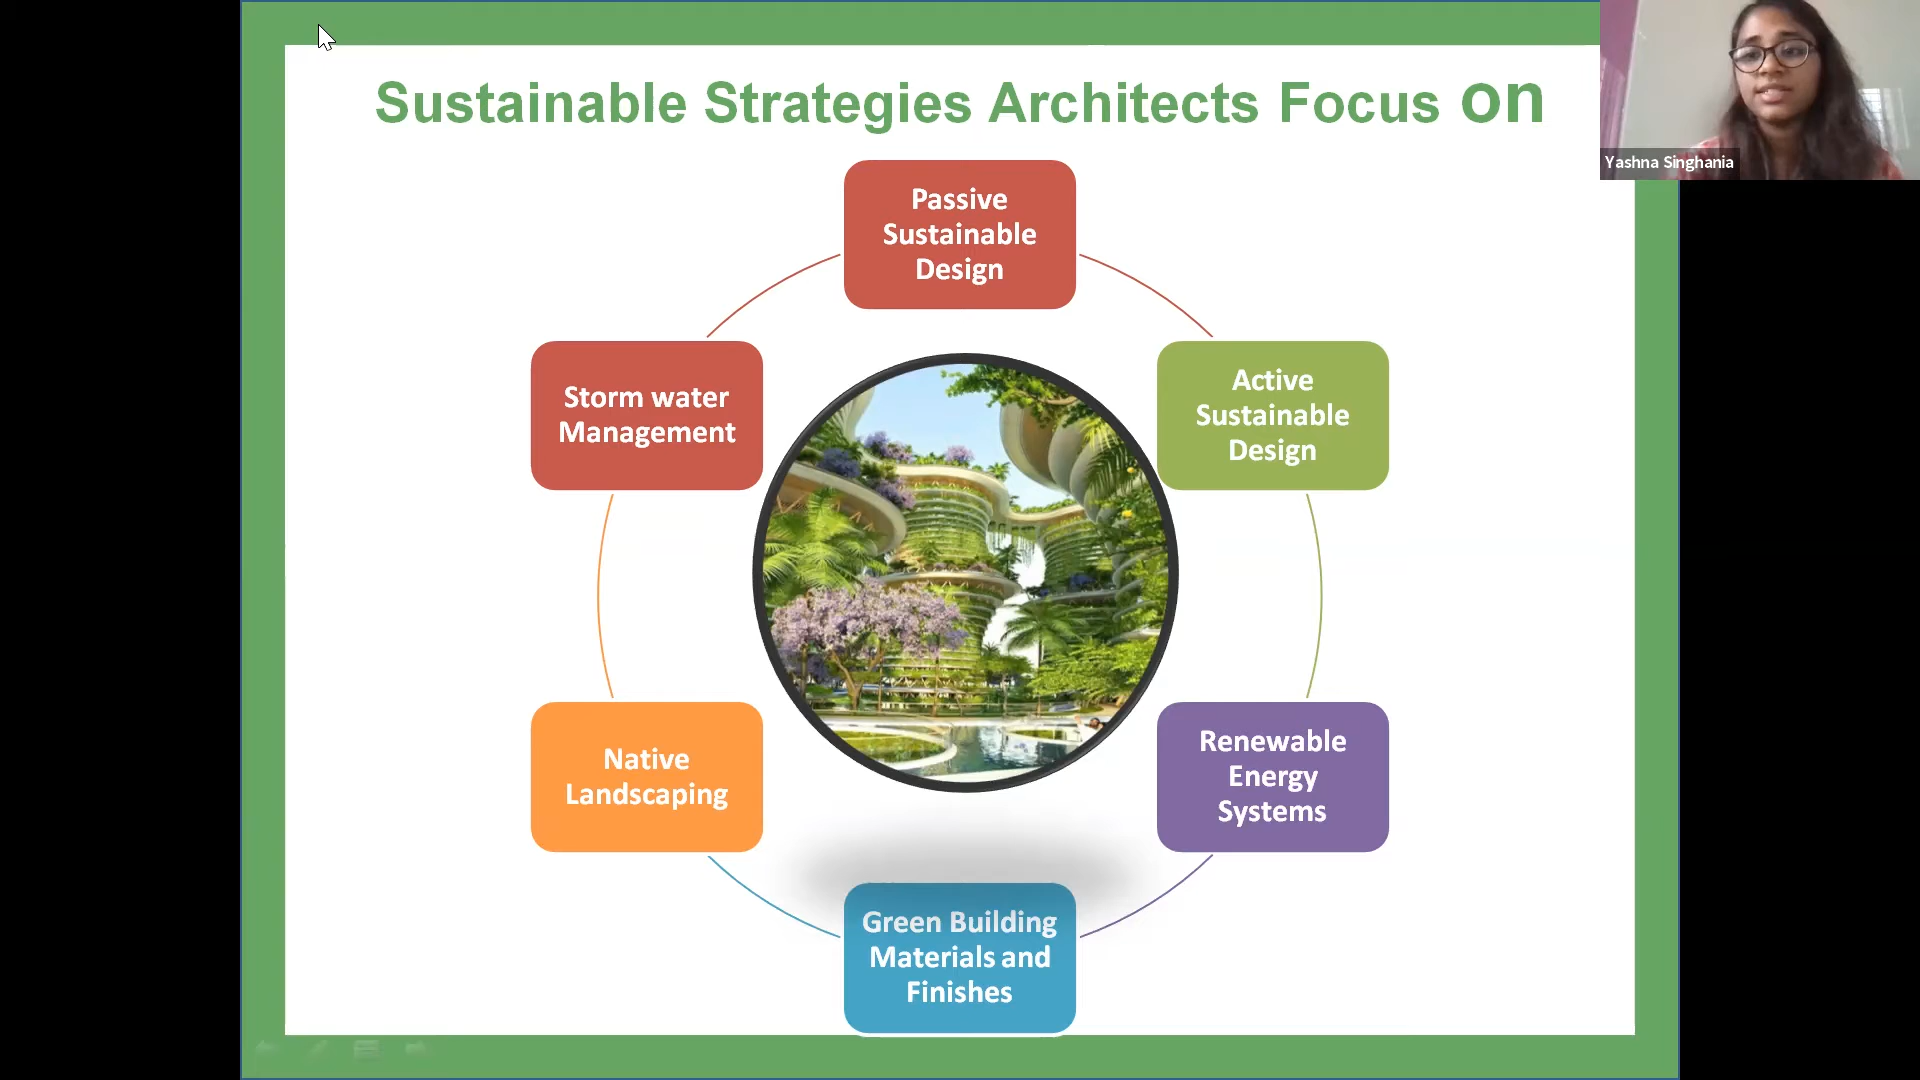 Sustainable Strategies Architects Focus on
Yashna Singhania
Passive
Sustainable
Design
Active
Sustainable
Design
Renewable
Energy
Systems
Green Building
Materials and
Finishes
Native
Landscaping
Storm water
Management